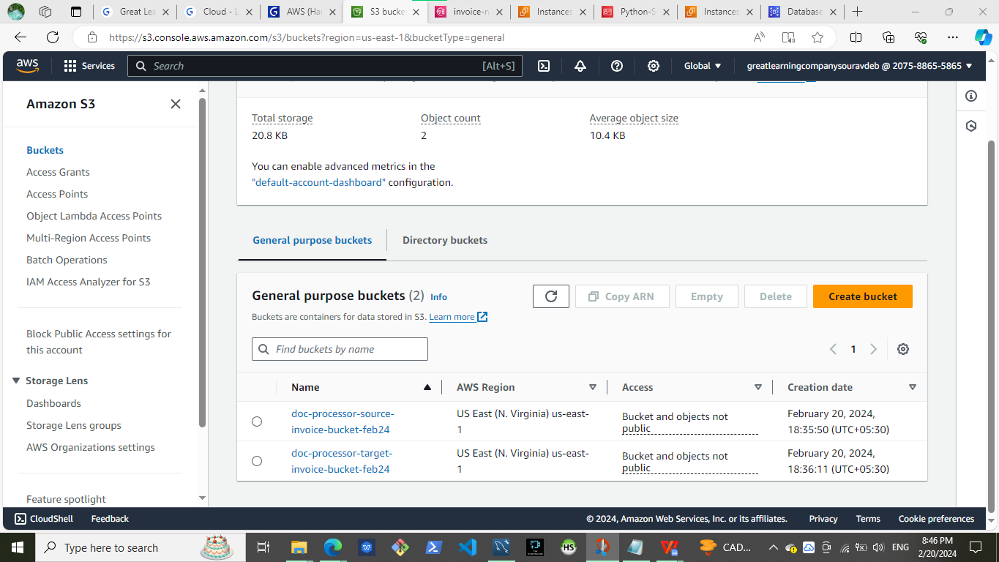 Great Lea
Cloud - L
AWS (Har
S3 bucke
invoice-n
Instances
Python-S
Instances
Database
https://s3.console.aws.amazon.com/s3/buckets?region=us-east-1&bucketType=general
aws
Services
Search
[Alt+S]
Global
greatlearningcompanysouravdeb @ 2075-8865-5865
Amazon S3
Buckets
Access Grants
Access Points
Object Lambda Access Points
Multi-Region Access Points
Batch Operations
IAM Access Analyzer for S3
Block Public Access settings for
this account
Storage Lens
Dashboards
Storage Lens groups
AWS Organizations settings
Feature spotlight
Total storage
20.8 KB
Object count
2
Average object size
10.4 KB
You can enable advanced metrics in the
"default-account-dashboard" configuration.
General purpose buckets
Directory buckets
General purpose buckets (2) Info
Buckets are containers for data stored in S3. Learn more
Copy ARN
Empty
Delete
Create bucket
Find buckets by name
1
Name
AWS Region
Access
Creation date
doc-processor-source-
invoice-bucket-feb24
US East (N. Virginia) us-east-
1
Bucket and objects not
public
February 20, 2024,
18:35:50 (UTC+05:30)
doc-processor-target-
invoice-bucket-feb24
US East (N. Virginia) us-east-
1
Bucket and objects not
public
February 20, 2024,
18:36:11 (UTC+05:30)
CloudShell
Feedback
© 2024, Amazon Web Services, Inc. or its affiliates.
Privacy
Terms
Cookie preferences
Type here to search
HS
CAD...
ENG
8:46 PM
2/20/2024